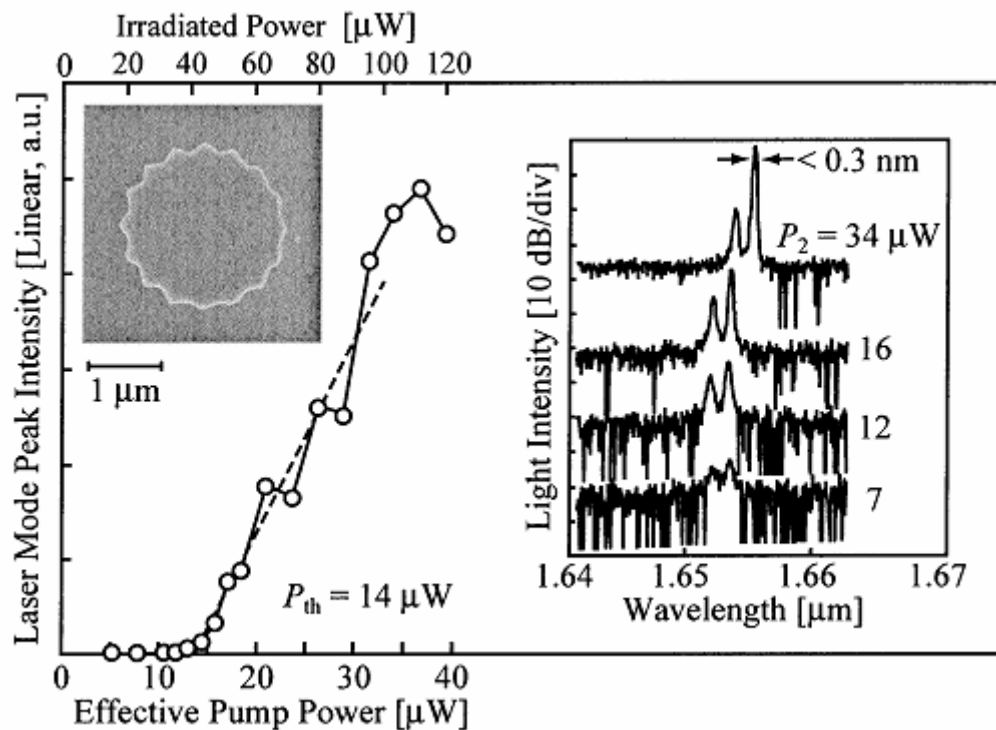 Irradiated Power [μW]
0 20 40 60 80 100 120
Laser Mode Peak Intensity [Linear, a.u.]
1 μm
P_th = 14 μW
0 10 20 30 40
Effective Pump Power [μW]
Light Intensity [10 dB/div]
< 0.3 nm
P_2 = 34 μW
16
12
7
1.64 1.65 1.66 1.67
Wavelength [μm]